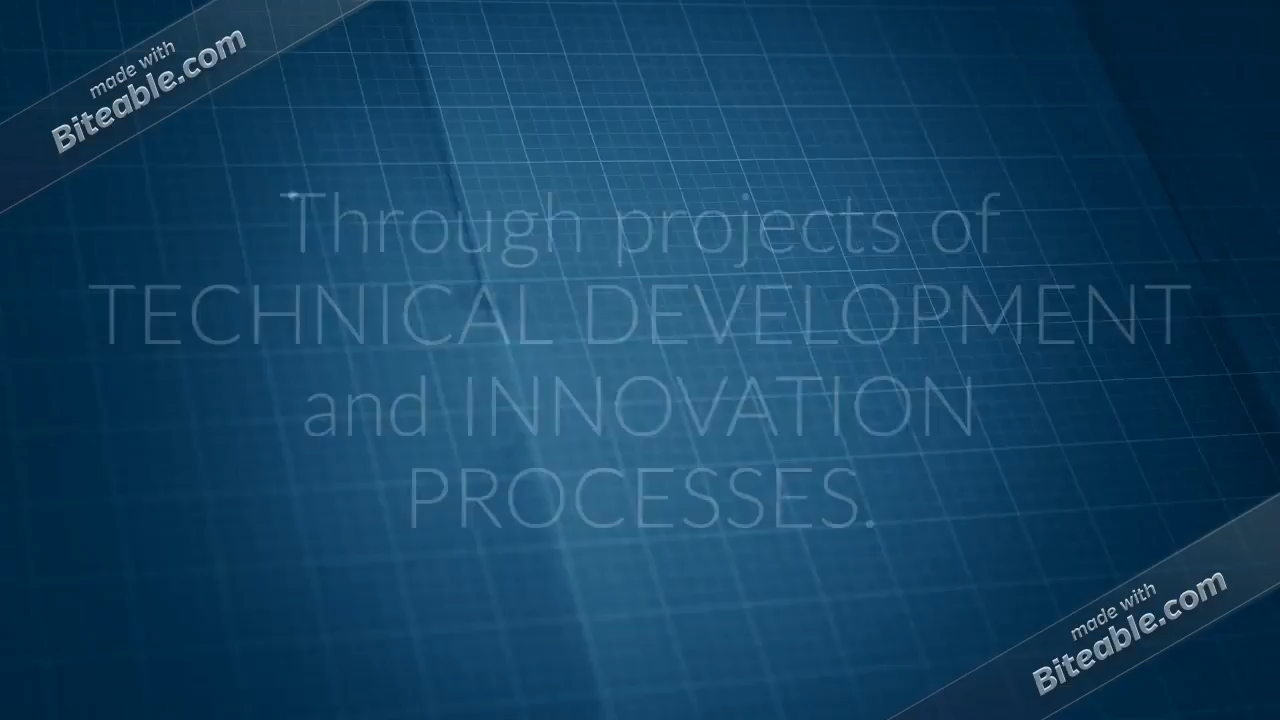 made with
Biteable.com
Through projects of
TECHNICAL DEVELOPMENT
and INNOVATION
PROCESSES.
made with
Biteable.com